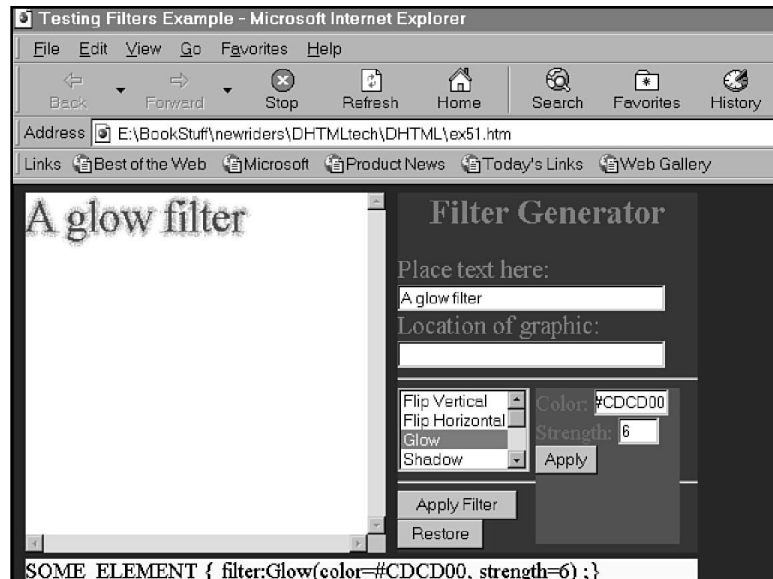 Testing Filters Example - Microsoft Internet Explorer
File Edit View Go Favorites Help
Back Forward Stop Refresh Home Search Favorites History
Address E:\BookStuff\newriders\DHTMLtech\DHTML\ex51.htm
Links Best of the Web Microsoft Product News Today's Links Web Gallery
A glow filter
Filter Generator
Place text here:
A glow filter
Location of graphic:
Flip Vertical
Flip Horizontal
Glow
Shadow
Color: #CDCD00
Strength: 6
Apply
Apply Filter
Restore
SOME_ELEMENT { filter:Glow(color=#CDCD00, strength=6) ;}